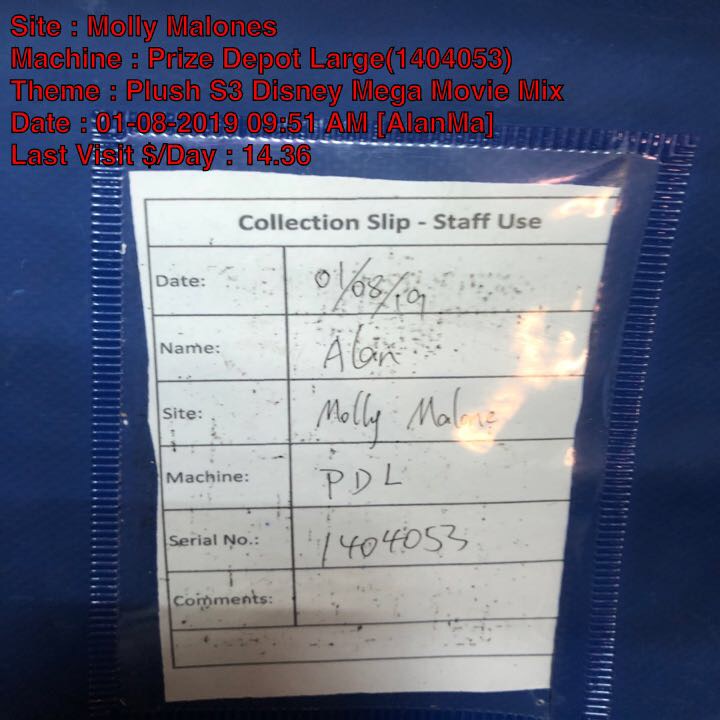 Site : Molly Malones
Machine : Prize Depot Large(1404053)
Theme : Plush S3 Disney Mega Movie Mix
Date : 01-08-2019 09:51 AM [AlanMa]
Last Visit $/Day : 14.36
Collection Slip - Staff Use
Date: 01/08/19
Name: Alan
Site: Molly Malone
Machine: PDL
Serial No.: 1404053
Comments: